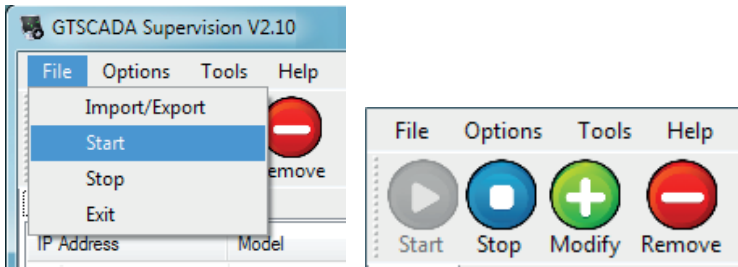 GTSCADA Supervision V2.10
File Options Tools Help
Import/Export
Start
Stop
Exit
emove
IP Address Model
File Options Tools Help
Start Stop Modify Remove